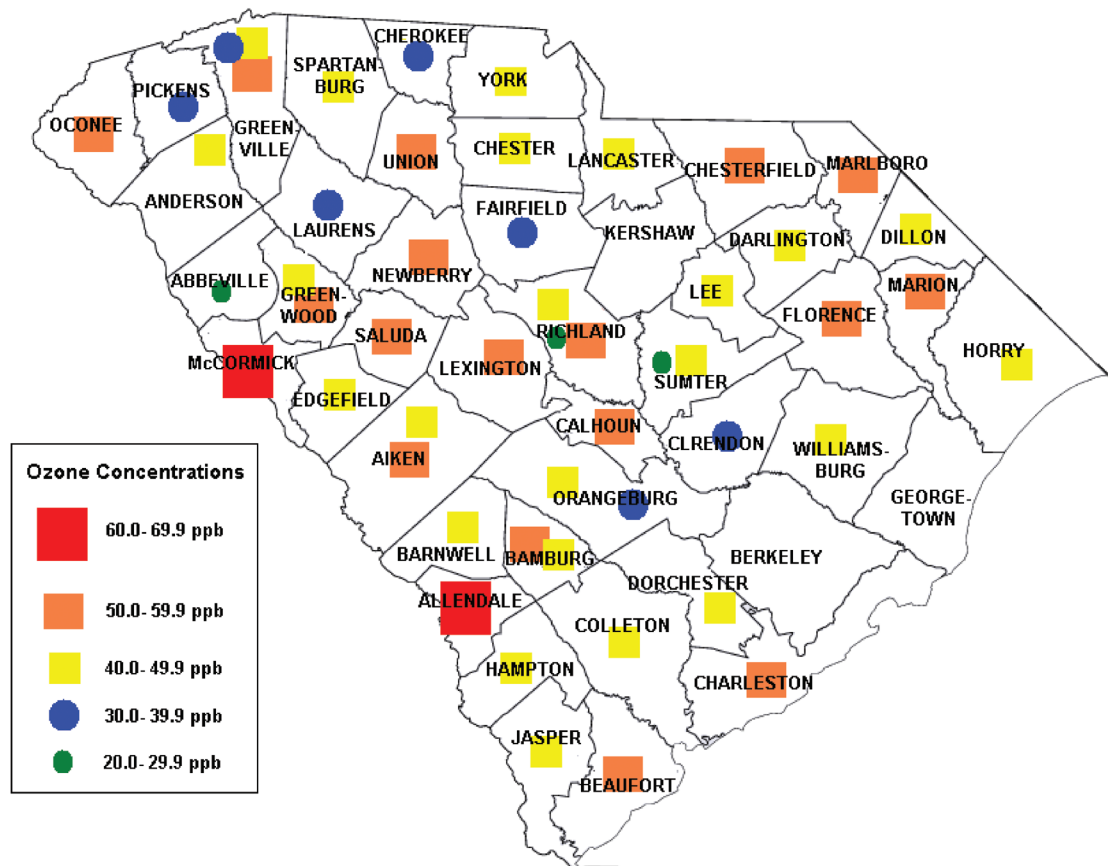 CHEROKEE
SPARTAN-
BURG
YORK
PICKENS
OCONEE
GREEN-
VILLE
UNION
CHESTER
LANCASTER
CHESTERFIELD
MARLBORO
ANDERSON
LAURENS
FAIRFIELD
KERSHAW
DARLINGTON
DILLON
ABBEVILLE
NEWBERRY
GREEN-
WOOD
LEE
MARION
FLORENCE
SALUDA
RICHLAND
McCORMICK
LEXINGTON
SUMTER
HORRY
EDGEFIELD
CALHOUN
CLRENDON
AIKEN
WILLIAMS-
BURG
ORANGEBURG
GEORGE-
TOWN
BARNWELL
BAMBURG
BERKELEY
ALLENDALE
DORCHESTER
COLLETON
HAMPTON
CHARLESTON
JASPER
BEAUFORT
Ozone Concentrations
60.0- 69.9 ppb
50.0- 59.9 ppb
40.0- 49.9 ppb
30.0- 39.9 ppb
20.0- 29.9 ppb